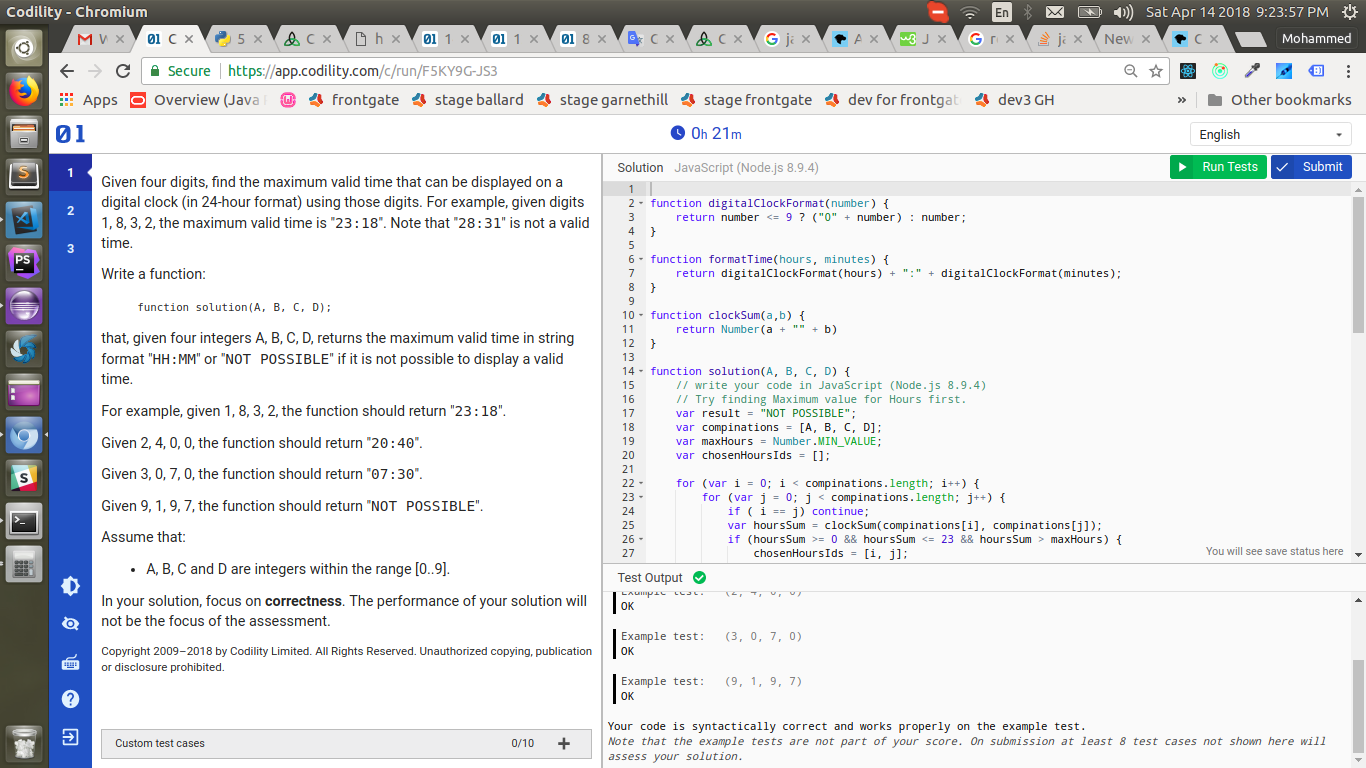 Codility - Chromium
En
Sat Apr 14 2018 9:23:57 PM
01 C
5
C
h
01 1
01 1
01 8
C
C
New
C
Mohammed
Secure https://app.codility.com/c/run/F5KY9G-JS3
Apps Overview (Java frontgate stage ballard stage garnethill stage frontgate dev for frontgat dev3 GH » Other bookmarks
01
0h 21m
English
1
2
3
Given four digits, find the maximum valid time that can be displayed on a
digital clock (in 24-hour format) using those digits. For example, given digits
1, 8, 3, 2, the maximum valid time is "23:18". Note that "28:31" is not a valid
time.
Write a function:
function solution(A, B, C, D);
that, given four integers A, B, C, D, returns the maximum valid time in string
format "HH:MM" or "NOT POSSIBLE" if it is not possible to display a valid
time.
For example, given 1, 8, 3, 2, the function should return "23:18".
Given 2, 4, 0, 0, the function should return "20:40".
Given 3, 0, 7, 0, the function should return "07:30".
Given 9, 1, 9, 7, the function should return "NOT POSSIBLE".
Assume that:
• A, B, C and D are integers within the range [0..9].
In your solution, focus on correctness. The performance of your solution will
not be the focus of the assessment.
Copyright 2009–2018 by Codility Limited. All Rights Reserved. Unauthorized copying, publication
or disclosure prohibited.
Custom test cases 0/10 +
Solution JavaScript (Node.js 8.9.4)
Run Tests
Submit
1
2 function digitalClockFormat(number) {
3 return number <= 9 ? ("0" + number) : number;
4 }
5
6 function formatTime(hours, minutes) {
7 return digitalClockFormat(hours) + ":" + digitalClockFormat(minutes);
8 }
9
10 function clockSum(a,b) {
11 return Number(a + "" + b)
12 }
13
14 function solution(A, B, C, D) {
15 // write your code in JavaScript (Node.js 8.9.4)
16 // Try finding Maximum value for Hours first.
17 var result = "NOT POSSIBLE";
18 var compinations = [A, B, C, D];
19 var maxHours = Number.MIN_VALUE;
20 var chosenHoursIds = [];
21
22 for (var i = 0; i < compinations.length; i++) {
23 for (var j = 0; j < compinations.length; j++) {
24 if ( i == j) continue;
25 var hoursSum = clockSum(compinations[i], compinations[j]);
26 if (hoursSum >= 0 && hoursSum <= 23 && hoursSum > maxHours) {
27 chosenHoursIds = [i, j];
You will see save status here
Test Output
Example test: (2, 4, 0, 0)
OK
Example test: (3, 0, 7, 0)
OK
Example test: (9, 1, 9, 7)
OK
Your code is syntactically correct and works properly on the example test.
Note that the example tests are not part of your score. On submission at least 8 test cases not shown here will
assess your solution.